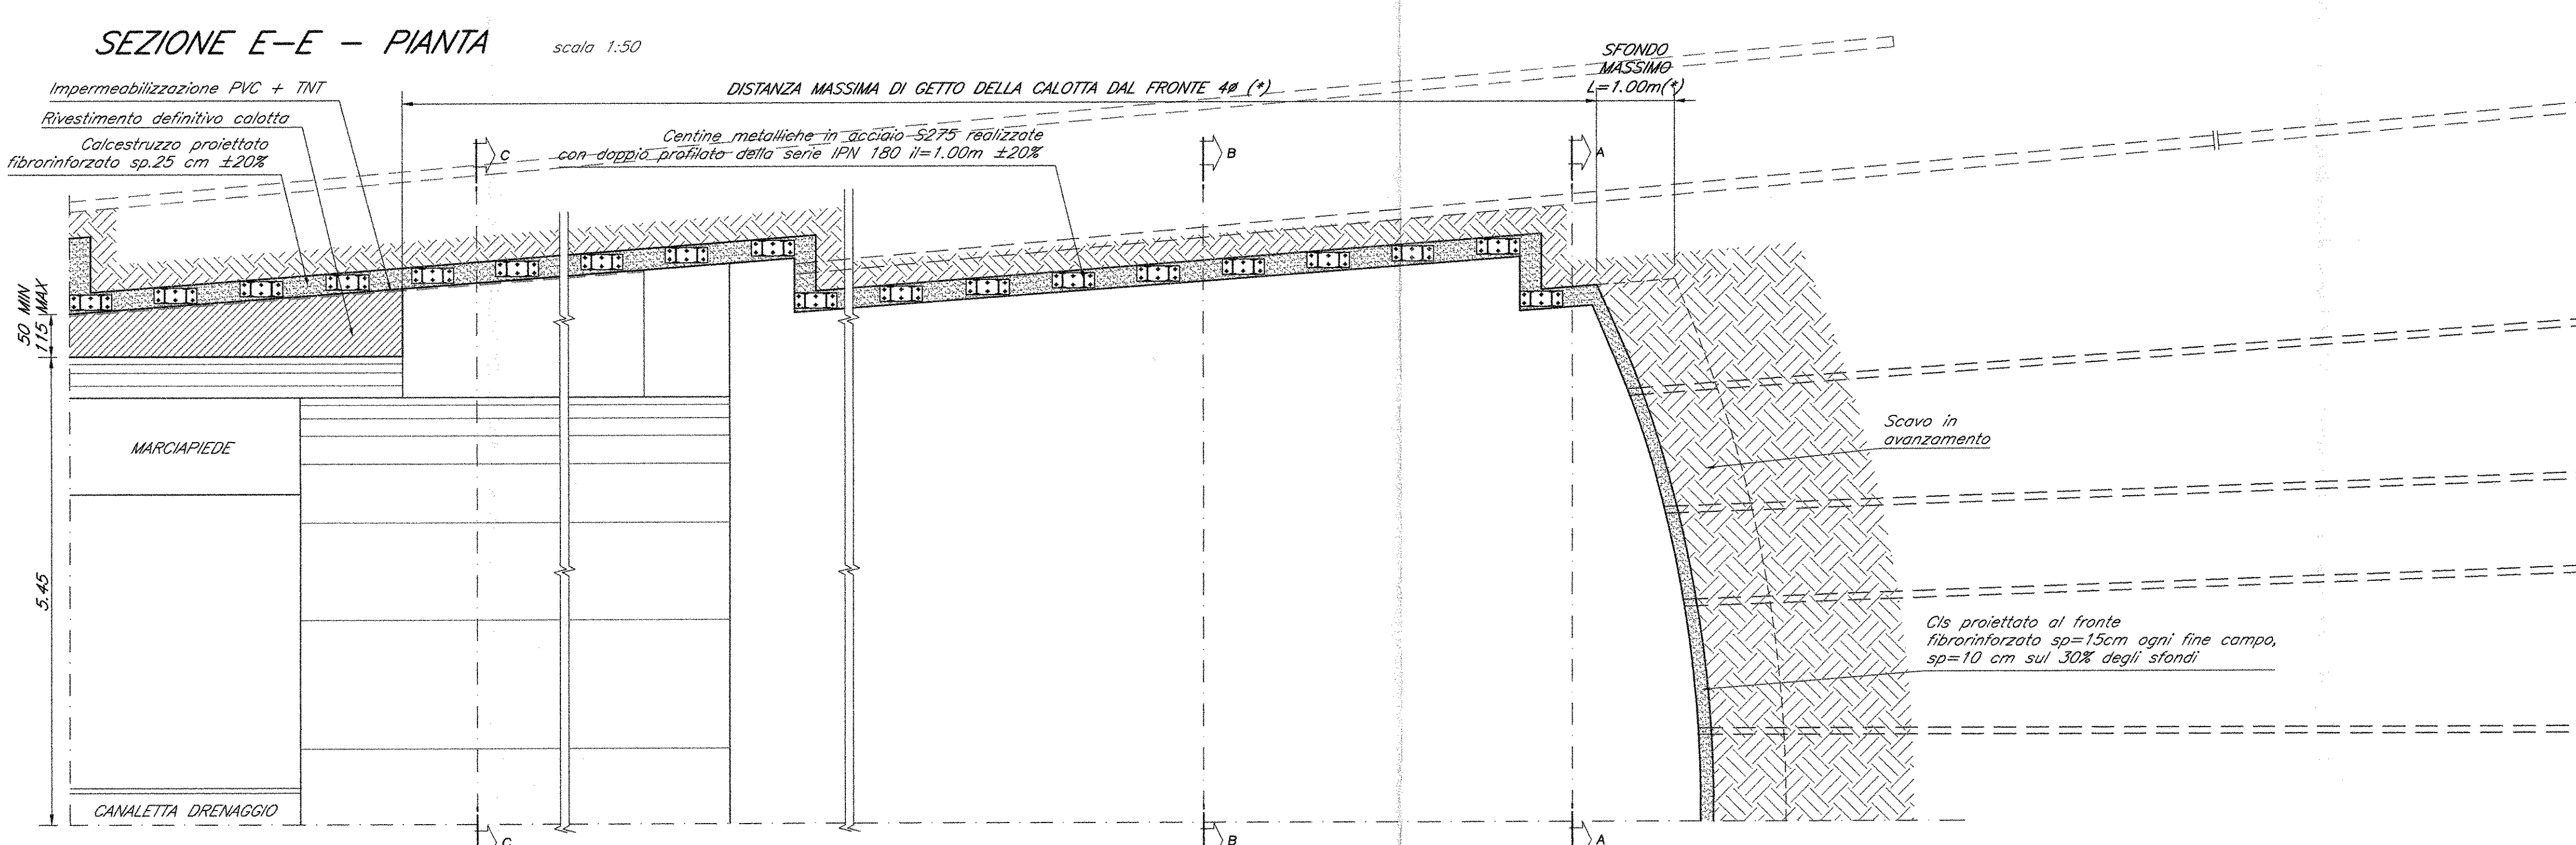 SEZIONE E-E - PIANTA
scala 1:50
Impermeabilizzazione PVC + TNT
Rivestimento definitivo calotta
Calcestruzzo proiettato
fibrorinforzato sp.25 cm ±20%
DISTANZA MASSIMA DI GETTO DELLA CALOTTA DAL FRONTE 4ø (*)
SFONDO
MASSIMO
L=1.00m(*)
Centine metalliche in acciaio S275 realizzate
con doppio profilato della serie IPN 180 il=1.00m ±20%
C
B
A
50 MIN
115 MAX
5.45
MARCIAPIEDE
CANALETTA DRENAGGIO
Scavo in
avanzamento
Cls proiettato al fronte
fibrorinforzato sp=15cm ogni fine campo,
sp=10 cm sul 30% degli sfondi
C
B
A